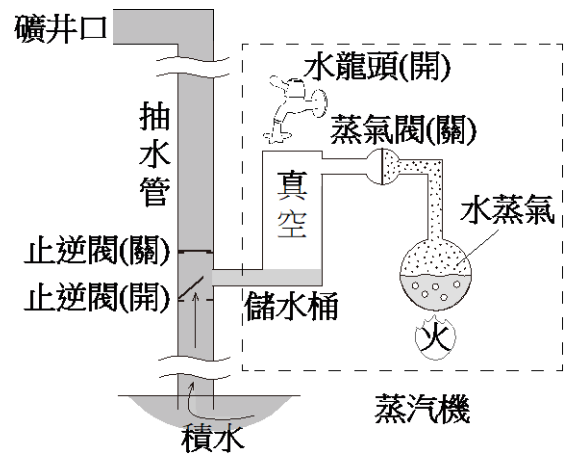 礦井口
水龍頭(開)
抽水管
蒸氣閥(關)
真空
水蒸氣
止逆閥(關)
止逆閥(開)
儲水桶
火
蒸汽機
積水